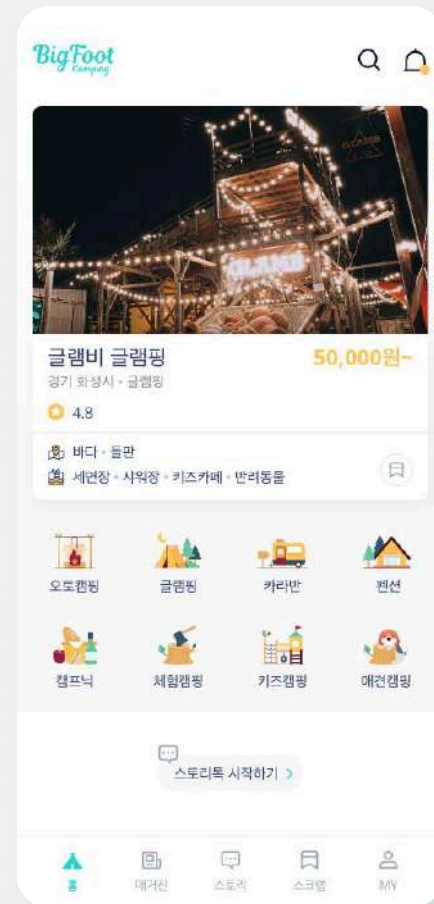 BigFoot
Camping
GLAMB
글램비 글램핑
50,000원~
경기 화성시 • 글램핑
4.8
바다 • 들판
세면장 • 샤워장 • 키즈카페 • 반려동물
오토캠핑
글램핑
카라반
펜션
캠프닉
체험캠핑
키즈캠핑
애견캠핑
스토리톡 시작하기 >
홈
매거진
스토리
스크랩
MY